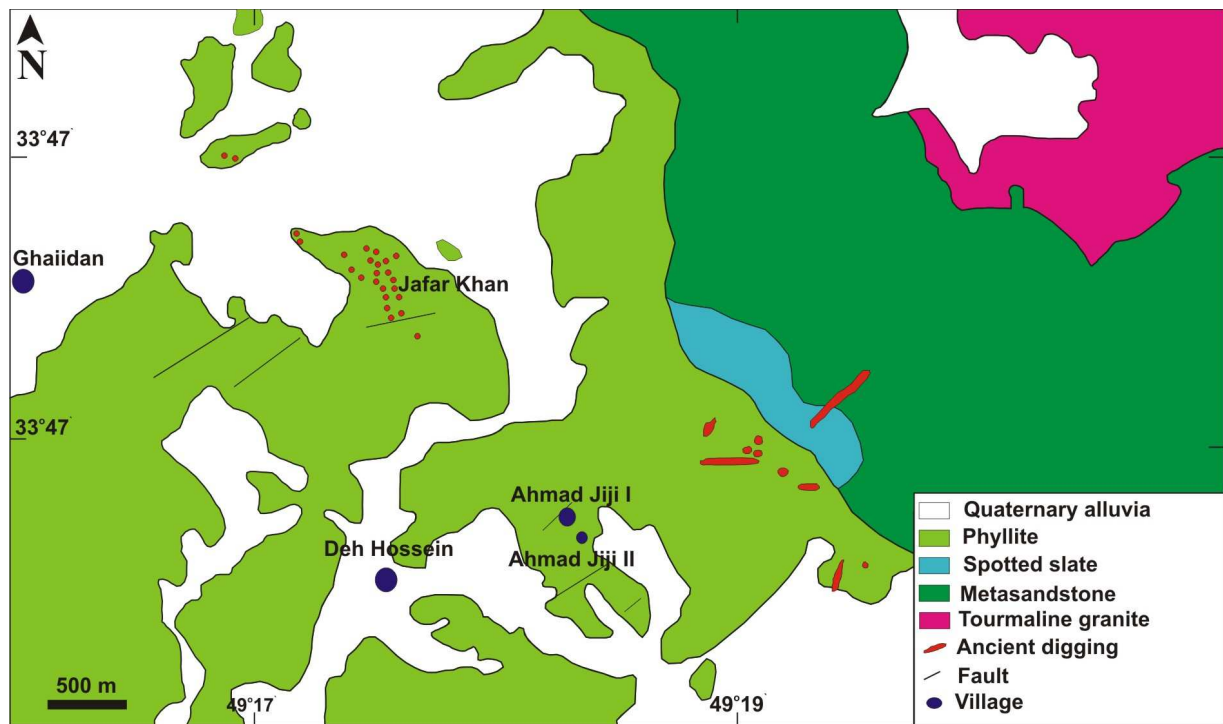 N
33°47`
Ghaiidan
Jafar Khan
33°47`
Ahmad Jiji I
Deh Hossein
Ahmad Jiji II
500 m
49°17`
49°19`
Quaternary alluvia
Phyllite
Spotted slate
Metasandstone
Tourmaline granite
Ancient digging
Fault
Village